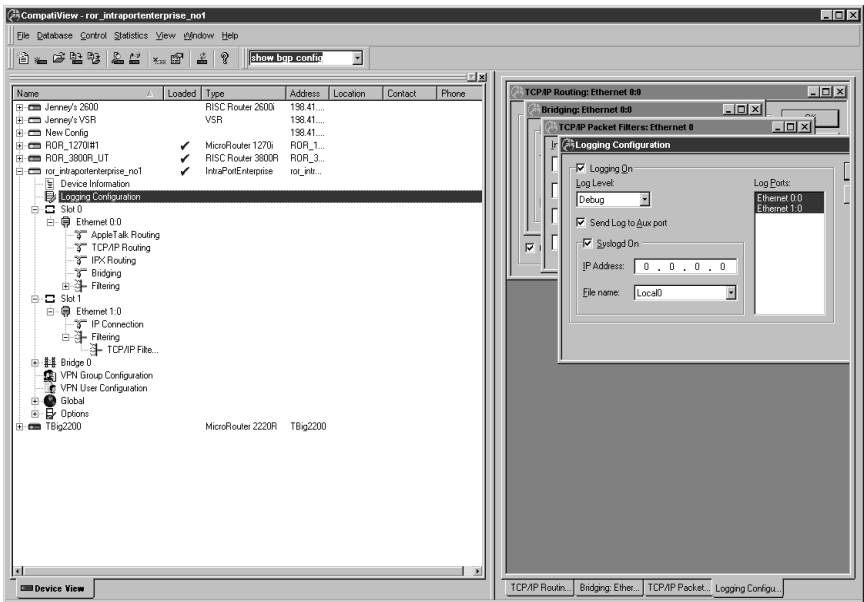 CompatiView - ror_intraportenterprise_no1
File Database Control Statistics View Window Help
show bgp config
Name Loaded Type Address Location Contact Phone
Jenney's 2600 RISC Router 2600i 198.41....
Jenney's VSR VSR 198.41....
New Config 198.41....
ROR_1270I#1 MicroRouter 1270i ROR_1...
ROR_3800R_UT RISC Router 3800R ROR_3...
ror_intraportenterprise_no1 IntraPortEnterprise ror_intr...
Device Information
Logging Configuration
Slot 0
Ethernet 0:0
AppleTalk Routing
TCP/IP Routing
IPX Routing
Bridging
Filtering
Slot 1
Ethernet 1:0
IP Connection
Filtering
TCP/IP Filte...
Bridge 0
VPN Group Configuration
VPN User Configuration
Global
Options
TBig2200 MicroRouter 2220R TBig2200
Device View
TCP/IP Routing: Ethernet 0:0
Bridging: Ethernet 0:0
TCP/IP Packet Filters: Ethernet 0
Logging Configuration
Logging On
Log Level:
Debug
Send Log to Aux port
Syslogd On
IP Address: 0 . 0 . 0 . 0
File name: Local0
Log Ports:
Ethernet 0:0
Ethernet 1:0
TCP/IP Routin... Bridging: Ether... TCP/IP Packet... Logging Configu...